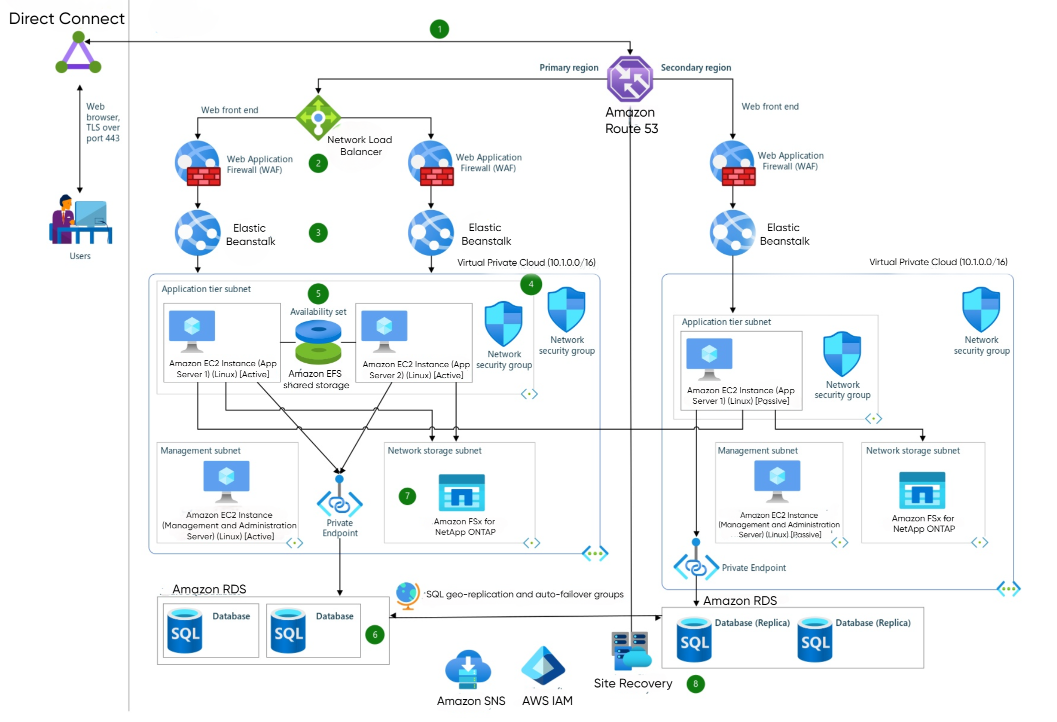 Direct Connect
1
Primary region
Secondary region
Web
browser,
TLS over
port 443
Web front end
Web front end
Amazon
Route 53
Network Load
Balancer
Web Application
Firewall (WAF)
2
Web Application
Firewall (WAF)
Web Application
Firewall (WAF)
Users
Elastic
Beanstalk
3
Elastic
Beanstalk
Elastic
Beanstalk
Virtual Private Cloud (10.1.0.0/16)
Virtual Private Cloud (10.1.0.0/16)
Application tier subnet
5
4
Availability set
Amazon EC2 Instance (App
Server 1) (Linux) [Active]
Amazon EFS
shared storage
Amazon EC2 Instance (App
Server 2) (Linux) [Active]
Network
security group
Network
security group
Application tier subnet
Amazon EC2 Instance (App
Server 1) (Linux) [Passive]
Network
security group
Network
security group
Management subnet
Amazon EC2 Instance
(Management and Administration
Server) (Linux) [Active]
Private
Endpoint
Network storage subnet
7
Amazon FSx for
NetApp ONTAP
Management subnet
Amazon EC2 Instance
(Management and Administration
Server) (Linux) [Passive]
Network storage subnet
Amazon FSx for
NetApp ONTAP
Private Endpoint
Amazon RDS
SQL geo-replication and auto-failover groups
Amazon RDS
SQL
Database
SQL
Database
6
SQL
Database (Replica)
SQL
Database (Replica)
Amazon SNS
AWS IAM
Site Recovery
8